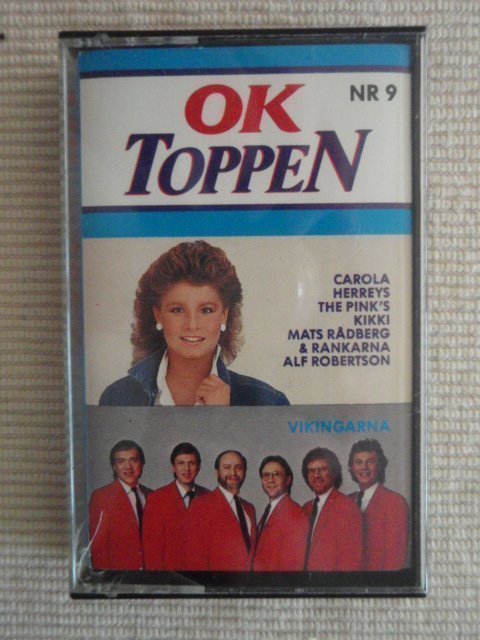 OK
NR 9
TOPPEN
CAROLA
HERREYS
THE PINK'S
KIKKI
MATS RÅDBERG
& RANKARNA
ALF ROBERTSON
VIKINGARNA